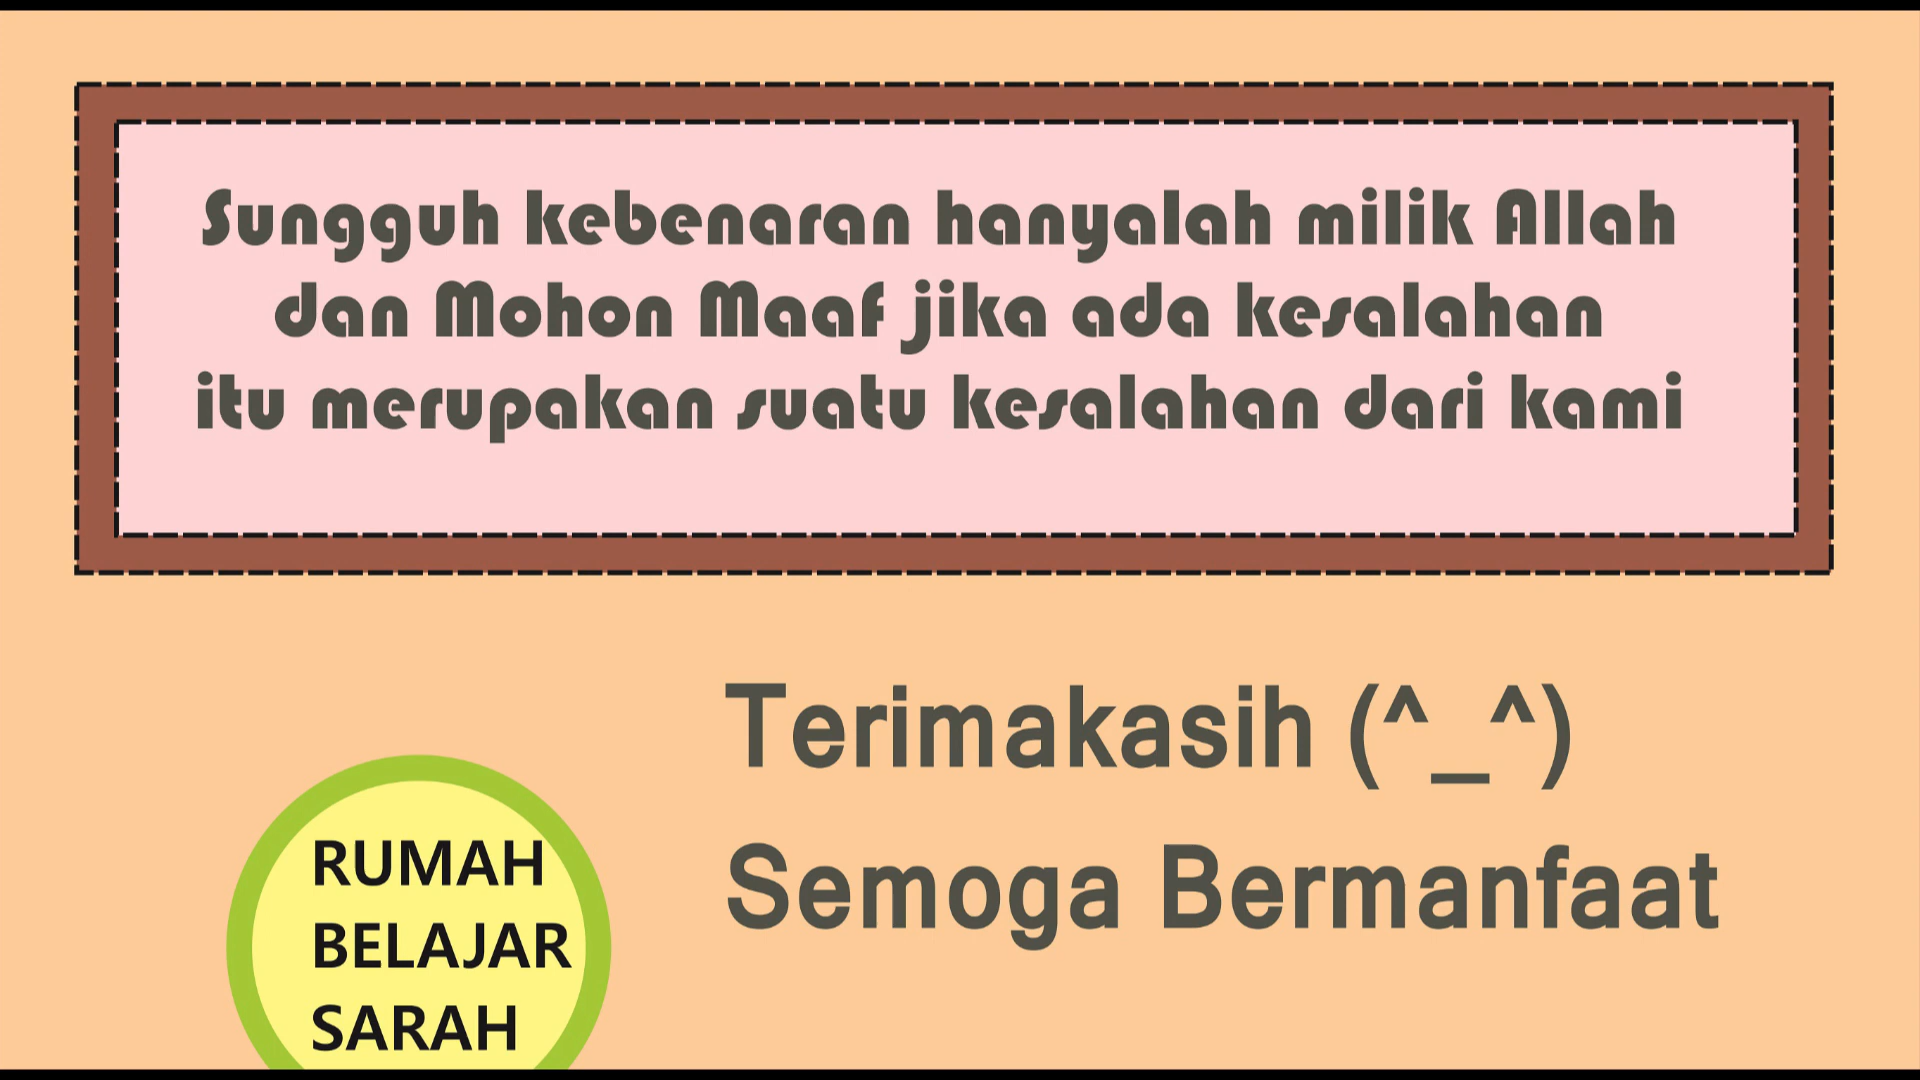 Sungguh kebenaran hanyalah milik Allah
dan Mohon Maaf jika ada kesalahan
itu merupakan suatu kesalahan dari kami
Terimakasih (^_^)
Semoga Bermanfaat
RUMAH
BELAJAR
SARAH